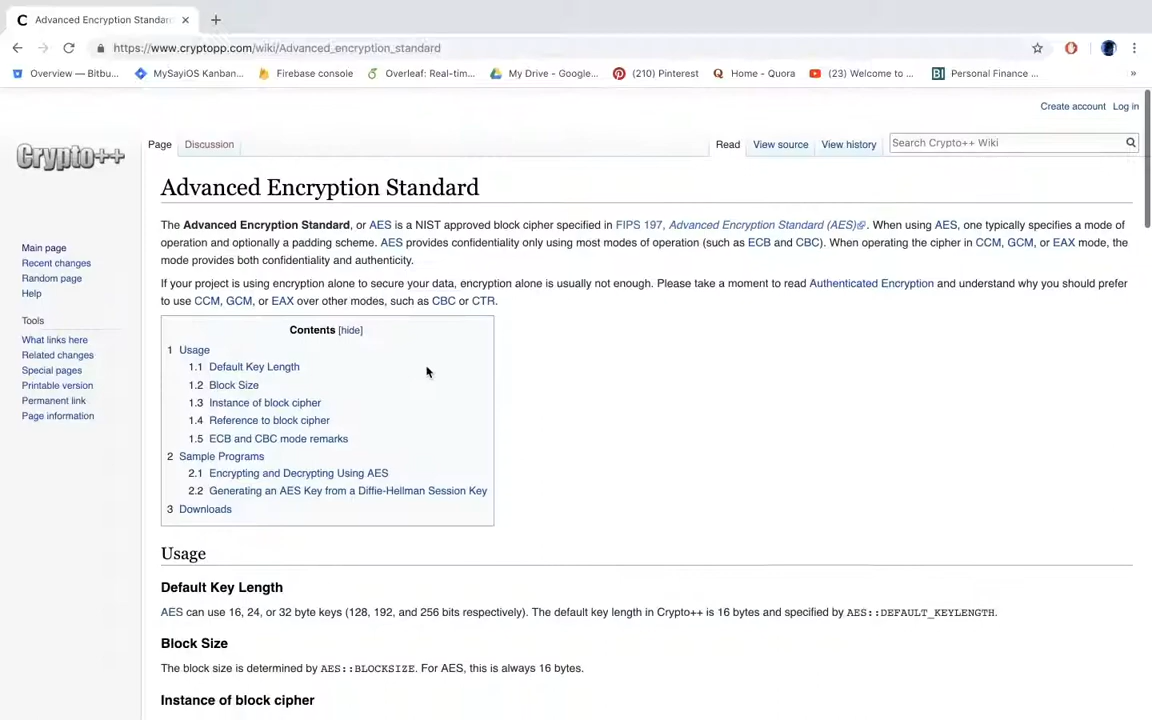 C Advanced Encryption Standar
https://www.cryptopp.com/wiki/Advanced_encryption_standard
Overview — Bitbu... MySayiOS Kanban... Firebase console Overleaf: Real-tim... My Drive - Google... (210) Pinterest Home - Quora (23) Welcome to ... BI Personal Finance ... »
Create account Log in
Crypto++
Page Discussion Read View source View history Search Crypto++ Wiki
Advanced Encryption Standard
The Advanced Encryption Standard, or AES is a NIST approved block cipher specified in FIPS 197, Advanced Encryption Standard (AES). When using AES, one typically specifies a mode of
operation and optionally a padding scheme. AES provides confidentiality only using most modes of operation (such as ECB and CBC). When operating the cipher in CCM, GCM, or EAX mode, the
mode provides both confidentiality and authenticity.
If your project is using encryption alone to secure your data, encryption alone is usually not enough. Please take a moment to read Authenticated Encryption and understand why you should prefer
to use CCM, GCM, or EAX over other modes, such as CBC or CTR.
Main page
Recent changes
Random page
Help
Tools
What links here
Related changes
Special pages
Printable version
Permanent link
Page information
Contents [hide]
1 Usage
1.1 Default Key Length
1.2 Block Size
1.3 Instance of block cipher
1.4 Reference to block cipher
1.5 ECB and CBC mode remarks
2 Sample Programs
2.1 Encrypting and Decrypting Using AES
2.2 Generating an AES Key from a Diffie-Hellman Session Key
3 Downloads
Usage
Default Key Length
AES can use 16, 24, or 32 byte keys (128, 192, and 256 bits respectively). The default key length in Crypto++ is 16 bytes and specified by AES::DEFAULT_KEYLENGTH.
Block Size
The block size is determined by AES::BLOCKSIZE. For AES, this is always 16 bytes.
Instance of block cipher